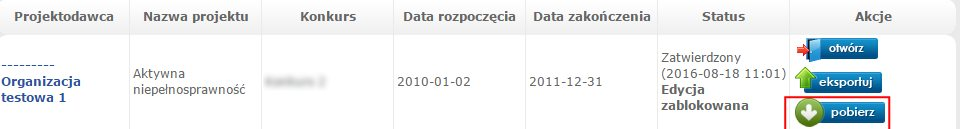 Projektodawca Nazwa projektu Konkurs Data rozpoczęcia Data zakończenia Status Akcje
---------
Organizacja
testowa 1
Aktywna
niepełnosprawność
2010-01-02
2011-12-31
Zatwierdzony
(2016-08-18 11:01)
Edycja
zablokowana
otwórz
eksportuj
pobierz